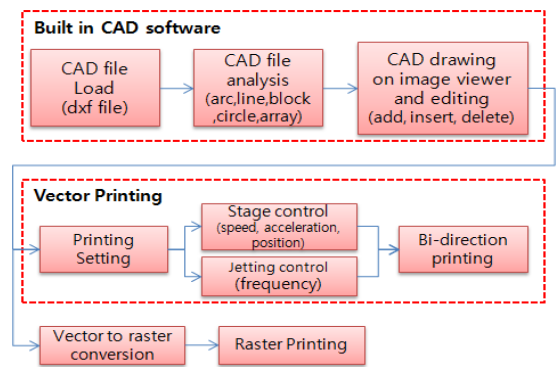 Built in CAD software
CAD file
Load
(dxf file)
CAD file
analysis
(arc,line,block
,circle,array)
CAD drawing
on image viewer
and editing
(add, insert, delete)
Vector Printing
Printing
Setting
Stage control
(speed, acceleration,
position)
Jetting control
(frequency)
Bi-direction
printing
Vector to raster
conversion
Raster Printing